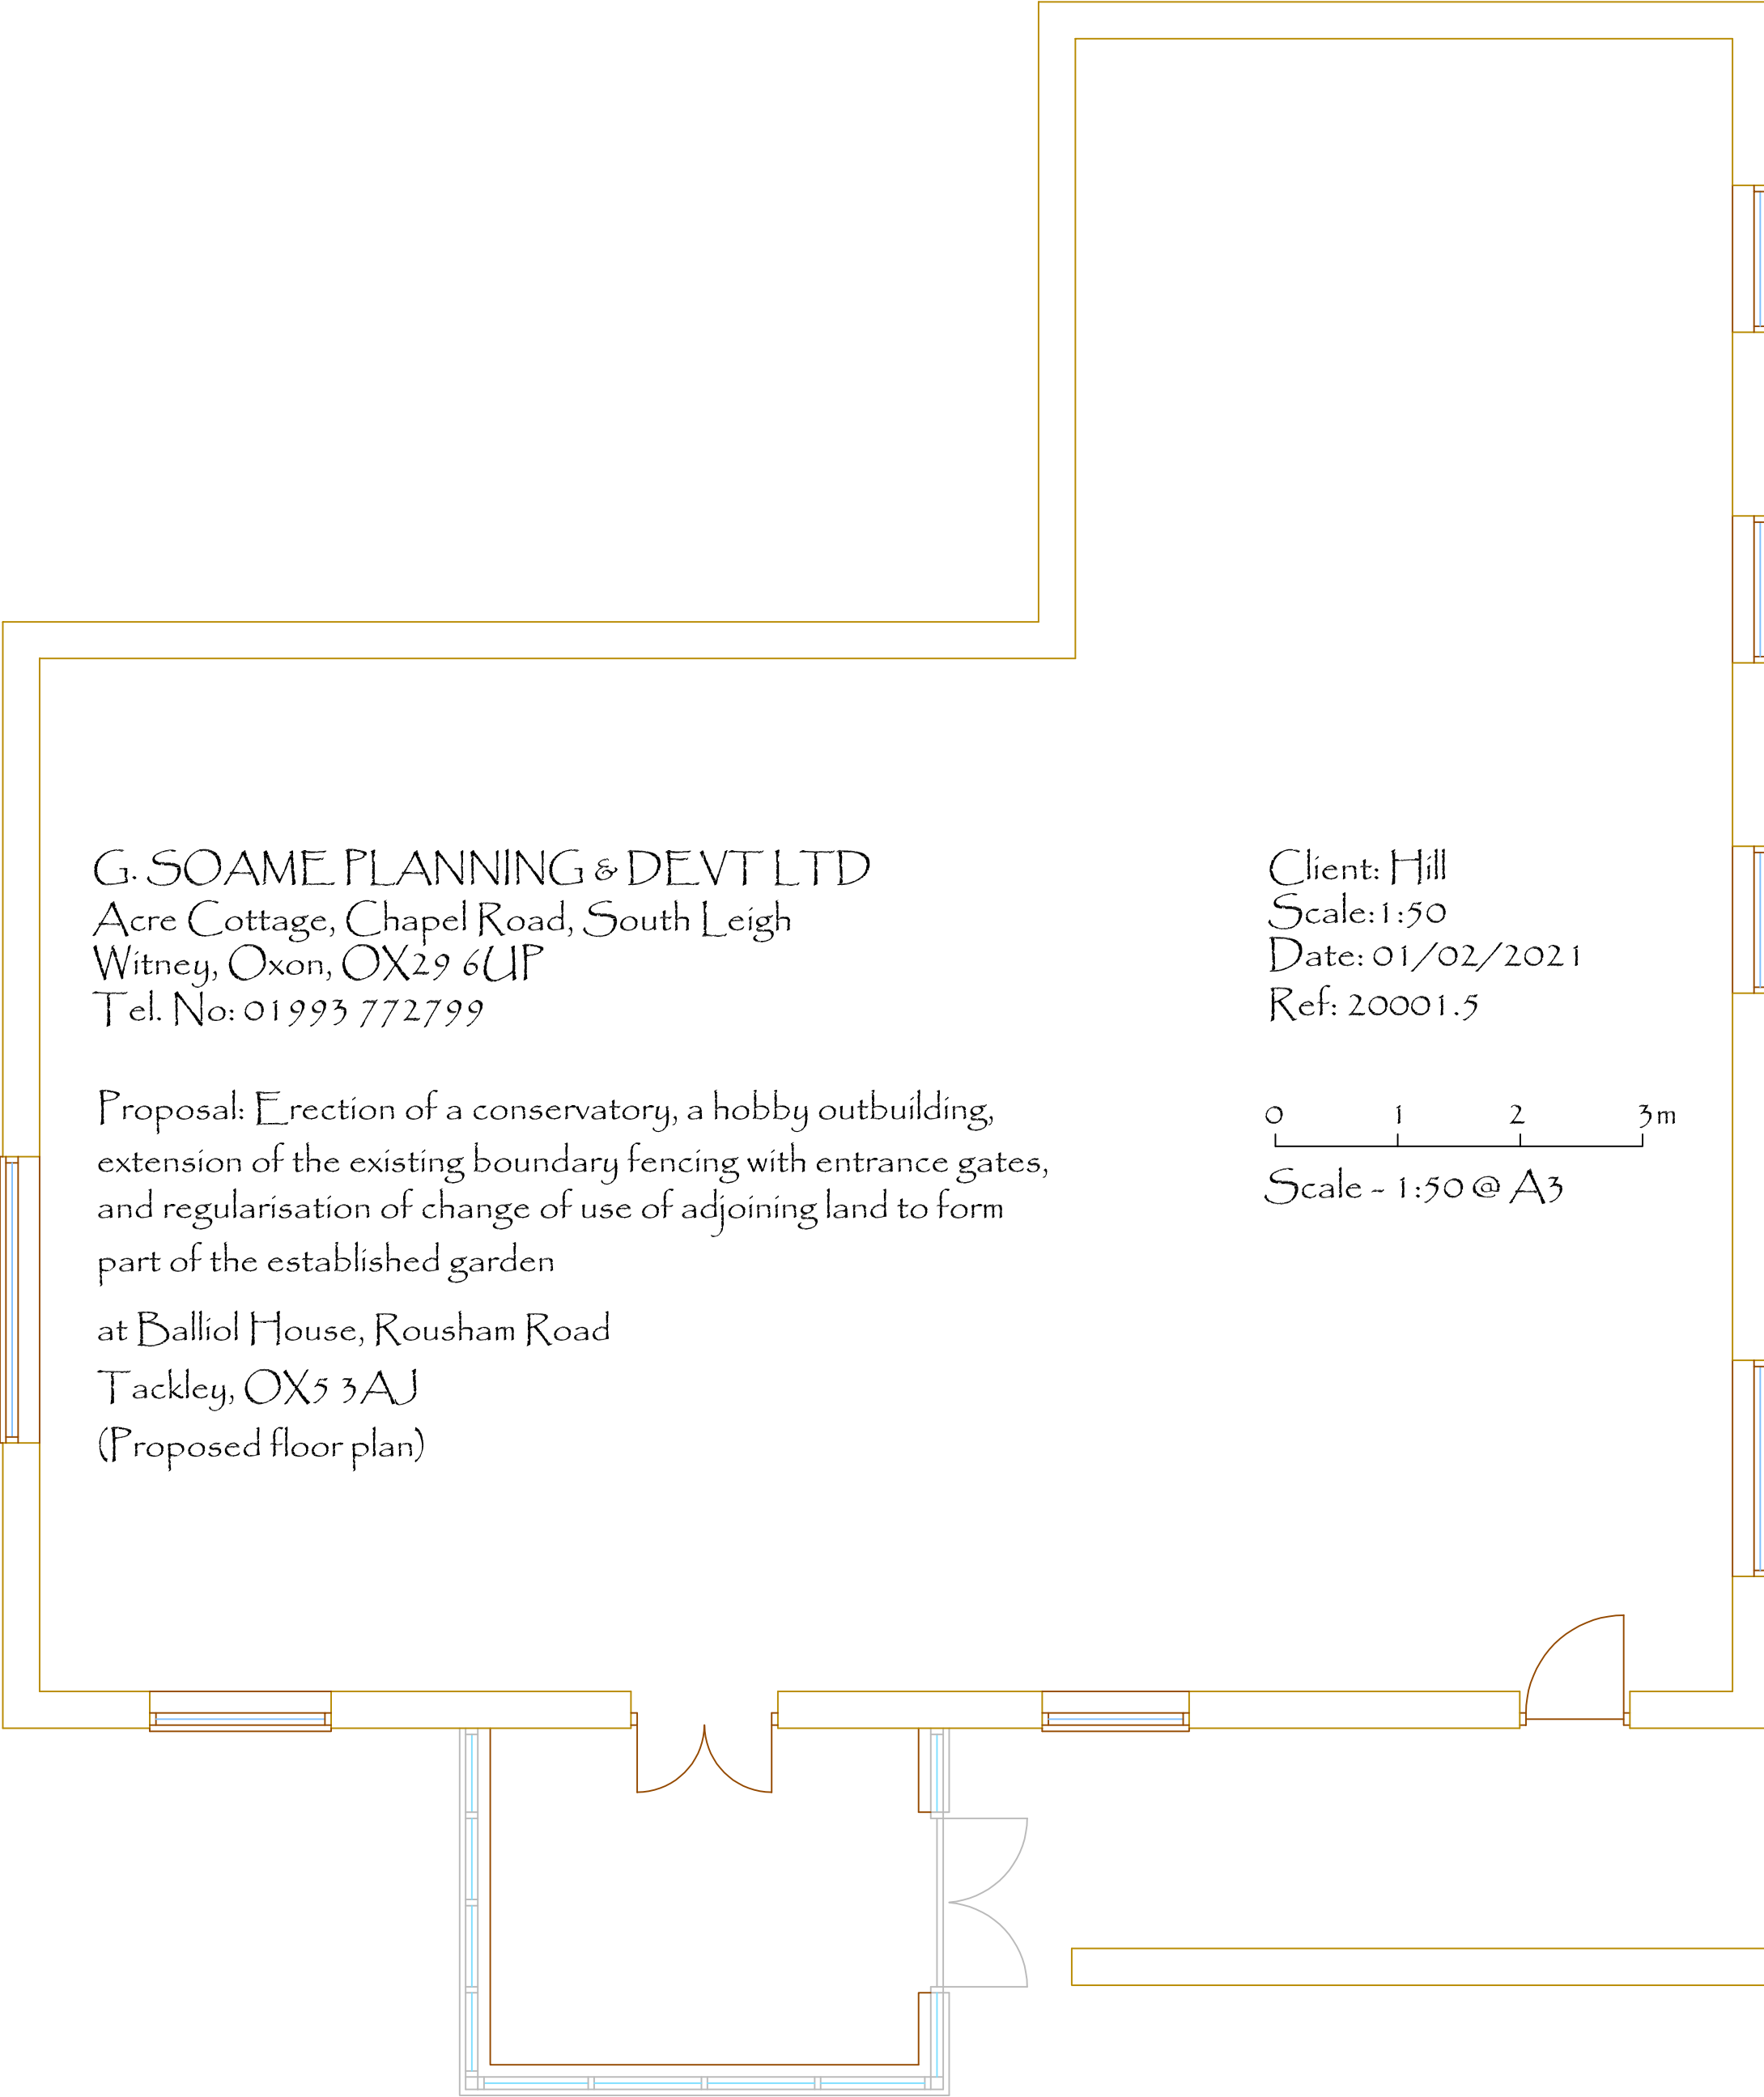 G. SOAME PLANNING & DEVT LTD
Acre Cottage, Chapel Road, South Leigh
Witney, Oxon, OX29 6UP
Tel. No: 01993 772799
Proposal: Erection of a conservatory, a hobby outbuilding,
extension of the existing boundary fencing with entrance gates,
and regularisation of change of use of adjoining land to form
part of the established garden
at Balliol House, Rousham Road
Tackley, OX5 3AJ
(Proposed floor plan)
Client: Hill
Scale:1:50
Date: 01/02/2021
Ref: 20001.5
0 1 2 3m
Scale - 1:50 @ A3